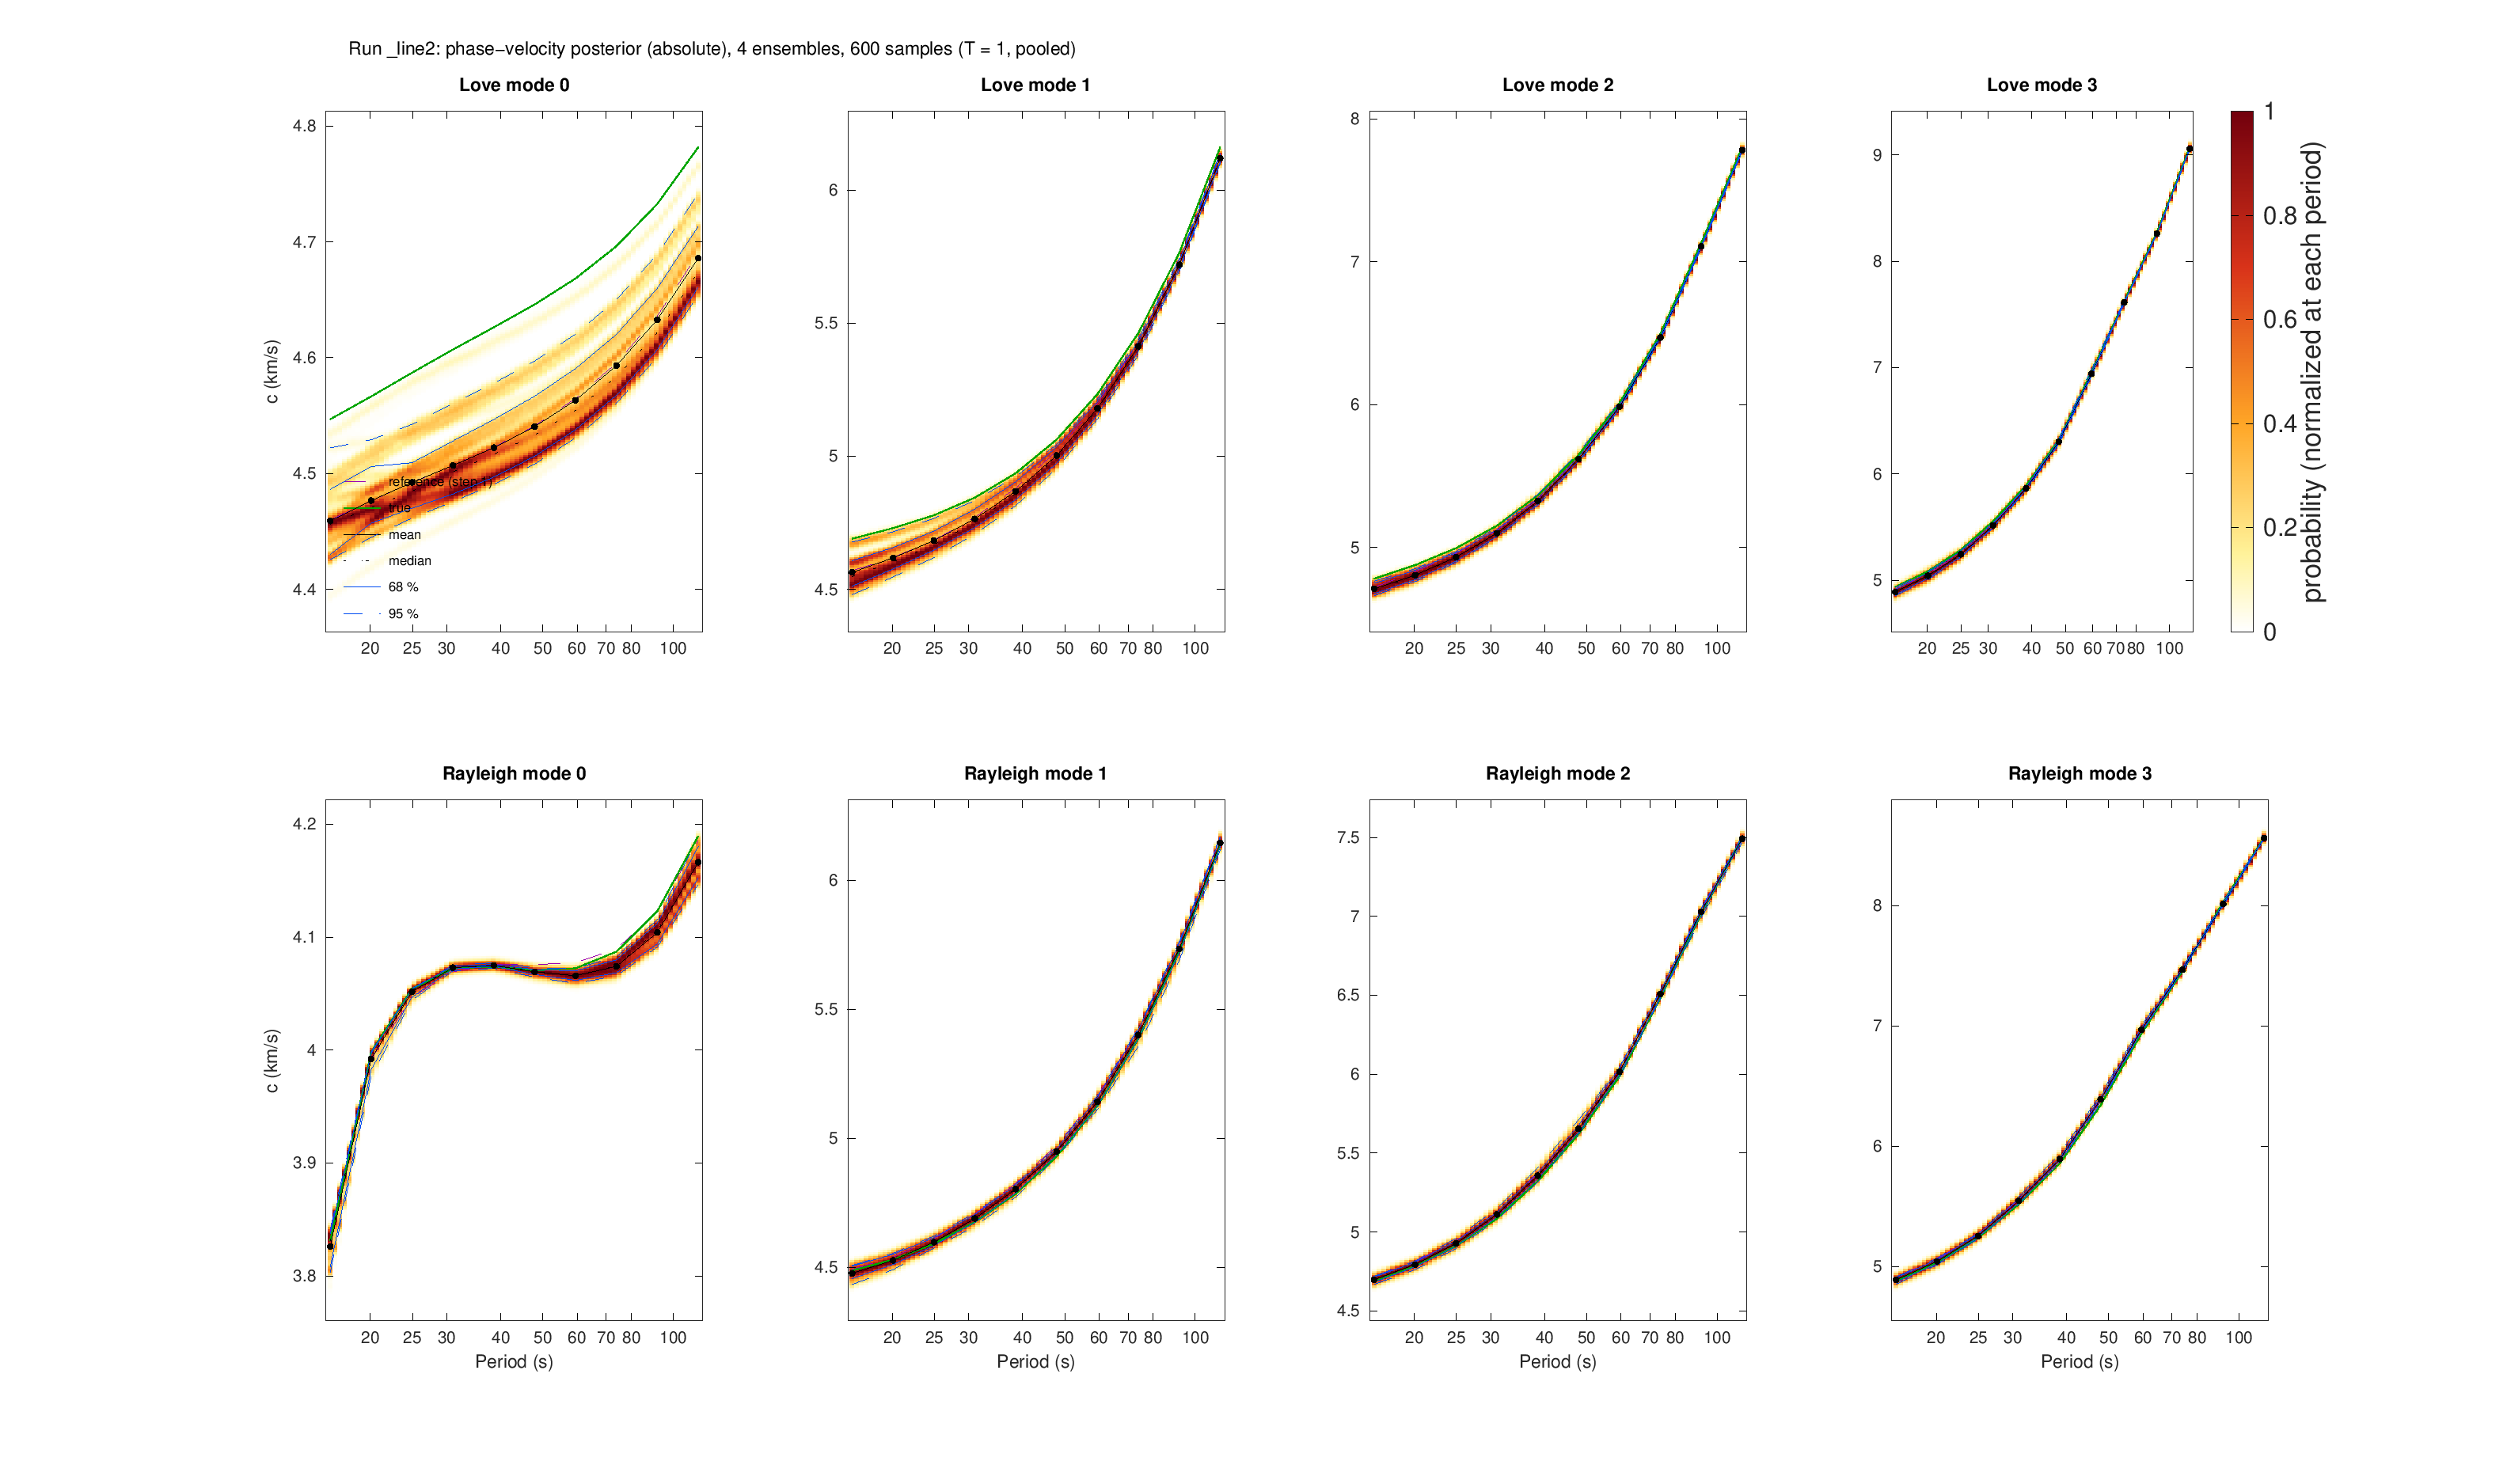 Run _line2: phase−velocity posterior (absolute), 4 ensembles, 600 samples (T = 1, pooled)
Love mode 0
Love mode 1
Love mode 2
Love mode 3
4.8
4.7
4.6
4.5
4.4
c (km/s)
reference (step 1)
true
mean
median
68 %
95 %
20 25 30 40 50 60 70 80 100
6
5.5
5
4.5
20 25 30 40 50 60 70 80 100
8
7
6
5
20 25 30 40 50 60 70 80 100
9
8
7
6
5
20 25 30 40 50 60 70 80 100
1
0.8
0.6
0.4
0.2
0
probability (normalized at each period)
Rayleigh mode 0
Rayleigh mode 1
Rayleigh mode 2
Rayleigh mode 3
4.2
4.1
4
3.9
3.8
c (km/s)
20 25 30 40 50 60 70 80 100
Period (s)
6
5.5
5
4.5
20 25 30 40 50 60 70 80 100
Period (s)
7.5
7
6.5
6
5.5
5
4.5
20 25 30 40 50 60 70 80 100
Period (s)
8
7
6
5
20 25 30 40 50 60 70 80 100
Period (s)